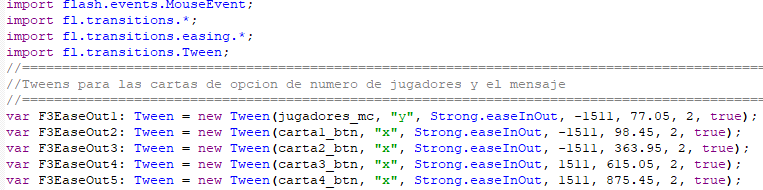 import flash.events.MouseEvent;
import fl.transitions.*;
import fl.transitions.easing.*;
import fl.transitions.Tween;
//==========================================================================================
//Tweens para las cartas de opcion de numero de jugadores y el mensaje
//==========================================================================================
var F3EaseOut1: Tween = new Tween(jugadores_mc, "y", Strong.easeInOut, -1511, 77.05, 2, true);
var F3EaseOut2: Tween = new Tween(carta1_btn, "x", Strong.easeInOut, -1511, 98.45, 2, true);
var F3EaseOut3: Tween = new Tween(carta2_btn, "x", Strong.easeInOut, -1511, 363.95, 2, true);
var F3EaseOut4: Tween = new Tween(carta3_btn, "x", Strong.easeInOut, 1511, 615.05, 2, true);
var F3EaseOut5: Tween = new Tween(carta4_btn, "x", Strong.easeInOut, 1511, 875.45, 2, true);